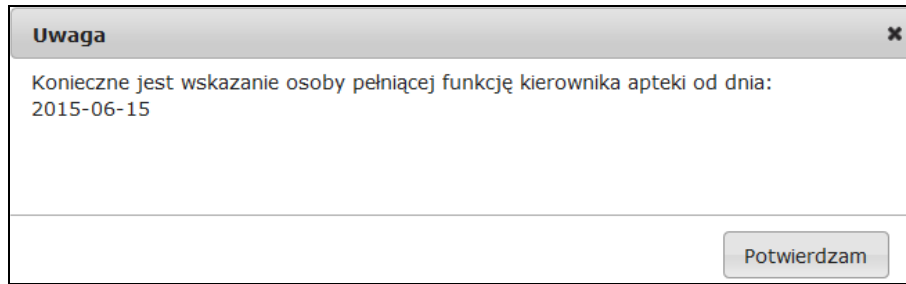 Uwaga
Konieczne jest wskazanie osoby pełniącej funkcję kierownika apteki od dnia:
2015-06-15
Potwierdzam